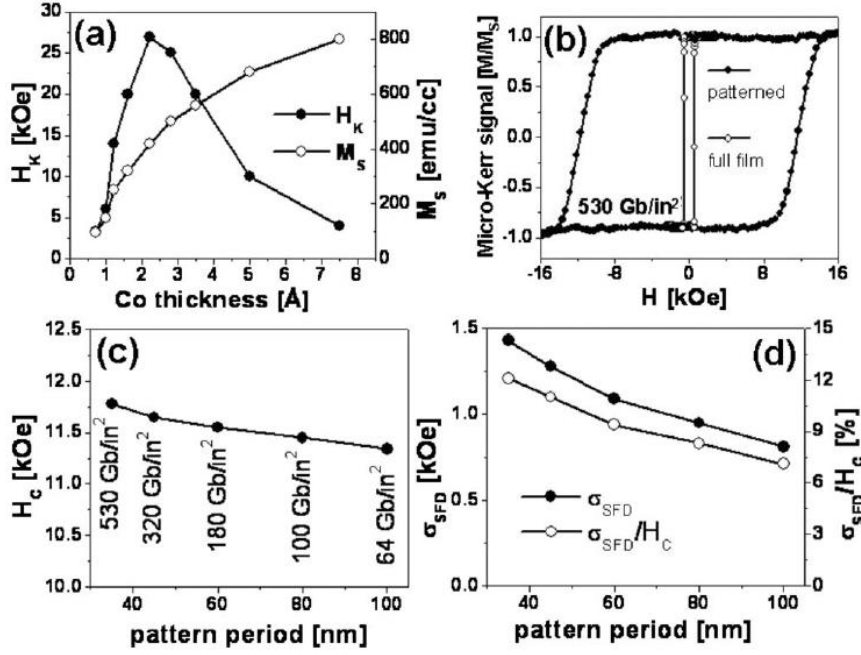 (a)
H_K [kOe]
30
25
20
15
10
5
0
0 1 2 3 4 5 6 7 8
Co thickness [Å]
800
600
400
200
0
M_S [emu/cc]
H_K
M_S
(b)
Micro-Kerr signal [M/M_S]
1.0
0.5
0.0
-0.5
-1.0
-16 -8 0 8 16
H [kOe]
patterned
full film
530 Gb/in²
(c)
H_C [kOe]
12.5
12.0
11.5
11.0
10.5
10.0
40 60 80 100
pattern period [nm]
530 Gb/in²
320 Gb/in²
180 Gb/in²
100 Gb/in²
64 Gb/in²
(d)
σ_SFD [kOe]
1.5
1.0
0.5
0.0
40 60 80 100
pattern period [nm]
15
12
9
6
3
0
σ_SFD/H_C [%]
σ_SFD
σ_SFD/H_C